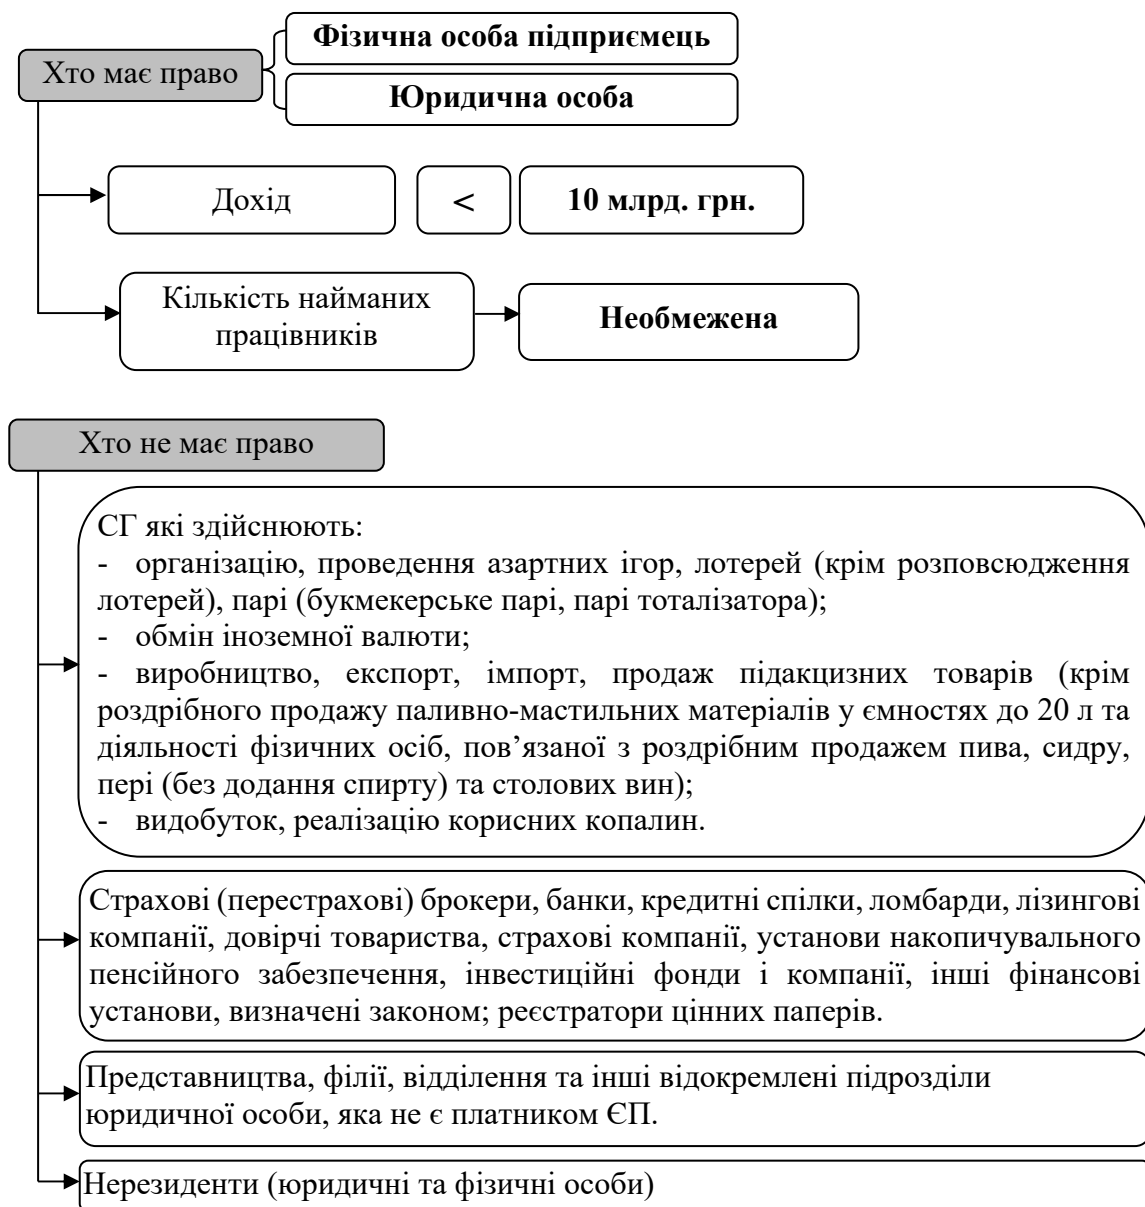 Хто має право
Фізична особа підприємець
Юридична особа
Дохід
<
10 млрд. грн.
Кількість найманих
працівників
Необмежена
Хто не має право
СГ які здійснюють:
- організацію, проведення азартних ігор, лотерей (крім розповсюдження
лотерей), парі (букмекерське парі, парі тоталізатора);
- обмін іноземної валюти;
- виробництво, експорт, імпорт, продаж підакцизних товарів (крім
роздрібного продажу паливно-мастильних матеріалів у ємностях до 20 л та
діяльності фізичних осіб, пов’язаної з роздрібним продажем пива, сидру,
пері (без додання спирту) та столових вин);
- видобуток, реалізацію корисних копалин.
Страхові (перестрахові) брокери, банки, кредитні спілки, ломбарди, лізингові
компанії, довірчі товариства, страхові компанії, установи накопичувального
пенсійного забезпечення, інвестиційні фонди і компанії, інші фінансові
установи, визначені законом; реєстратори цінних паперів.
Представництва, філії, відділення та інші відокремлені підрозділи
юридичної особи, яка не є платником ЄП.
Нерезиденти (юридичні та фізичні особи)